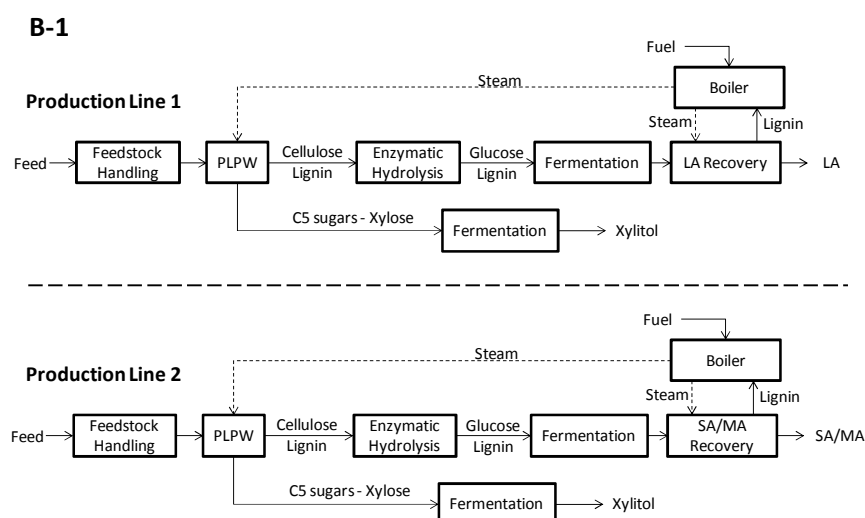 B-1
Fuel
Boiler
Steam
Production Line 1
Steam
Lignin
Feed
Feedstock
Handling
PLPW
Cellulose
Lignin
Enzymatic
Hydrolysis
Glucose
Lignin
Fermentation
LA Recovery
LA
C5 sugars - Xylose
Fermentation
Xylitol
Fuel
Boiler
Steam
Production Line 2
Steam
Lignin
Feed
Feedstock
Handling
PLPW
Cellulose
Lignin
Enzymatic
Hydrolysis
Glucose
Lignin
Fermentation
SA/MA
Recovery
SA/MA
C5 sugars - Xylose
Fermentation
Xylitol